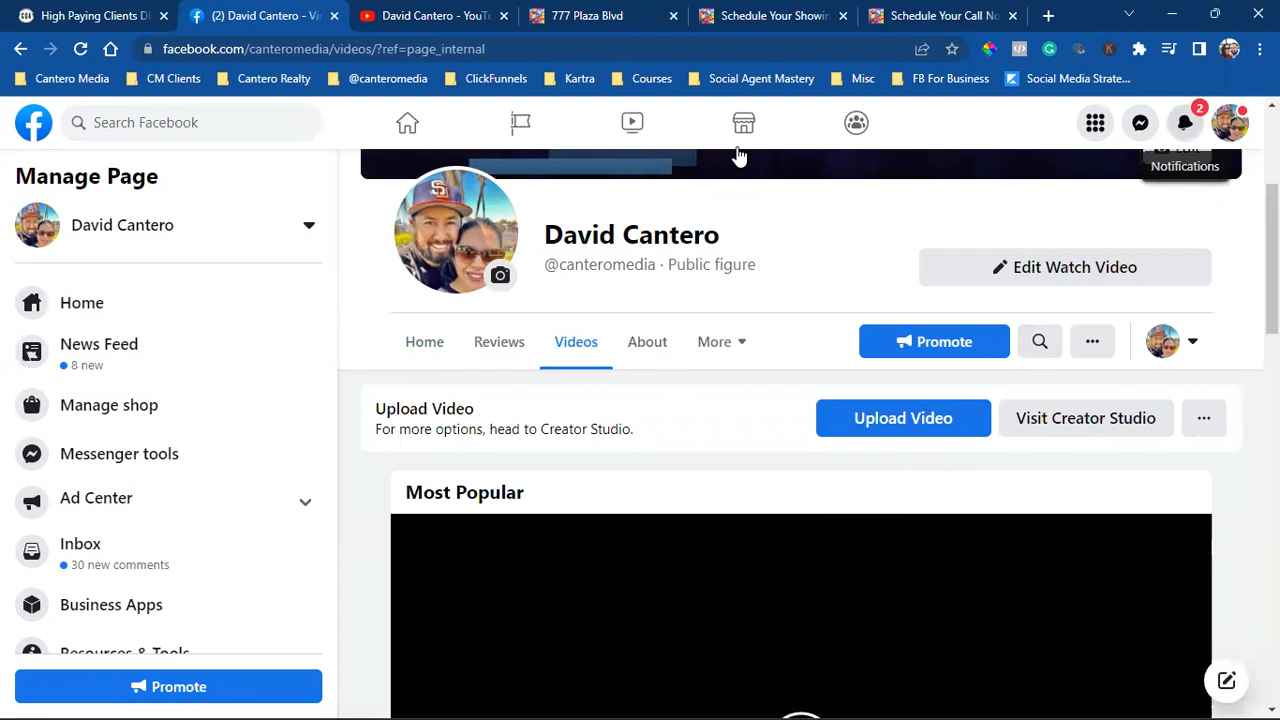 High Paying Clients DI
(2) David Cantero - Vi
David Cantero - YouT
777 Plaza Blvd
Schedule Your Showin
Schedule Your Call No
facebook.com/canteromedia/videos/?ref=page_internal
Cantero Media
CM Clients
Cantero Realty
@canteromedia
ClickFunnels
Kartra
Courses
Social Agent Mastery
Misc
FB For Business
Social Media Strate...
Search Facebook
2
Notifications
Manage Page
David Cantero
Home
News Feed
8 new
Manage shop
Messenger tools
Ad Center
Inbox
30 new comments
Business Apps
Resources & Tools
Promote
David Cantero
@canteromedia · Public figure
Edit Watch Video
Home
Reviews
Videos
About
More
Promote
Upload Video
For more options, head to Creator Studio.
Upload Video
Visit Creator Studio
Most Popular